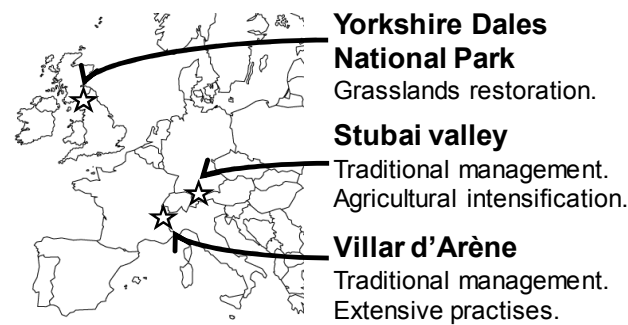 Yorkshire Dales
National Park
Grasslands restoration.
Stubai valley
Traditional management.
Agricultural intensification.
Villar d’Arène
Traditional management.
Extensive practises.